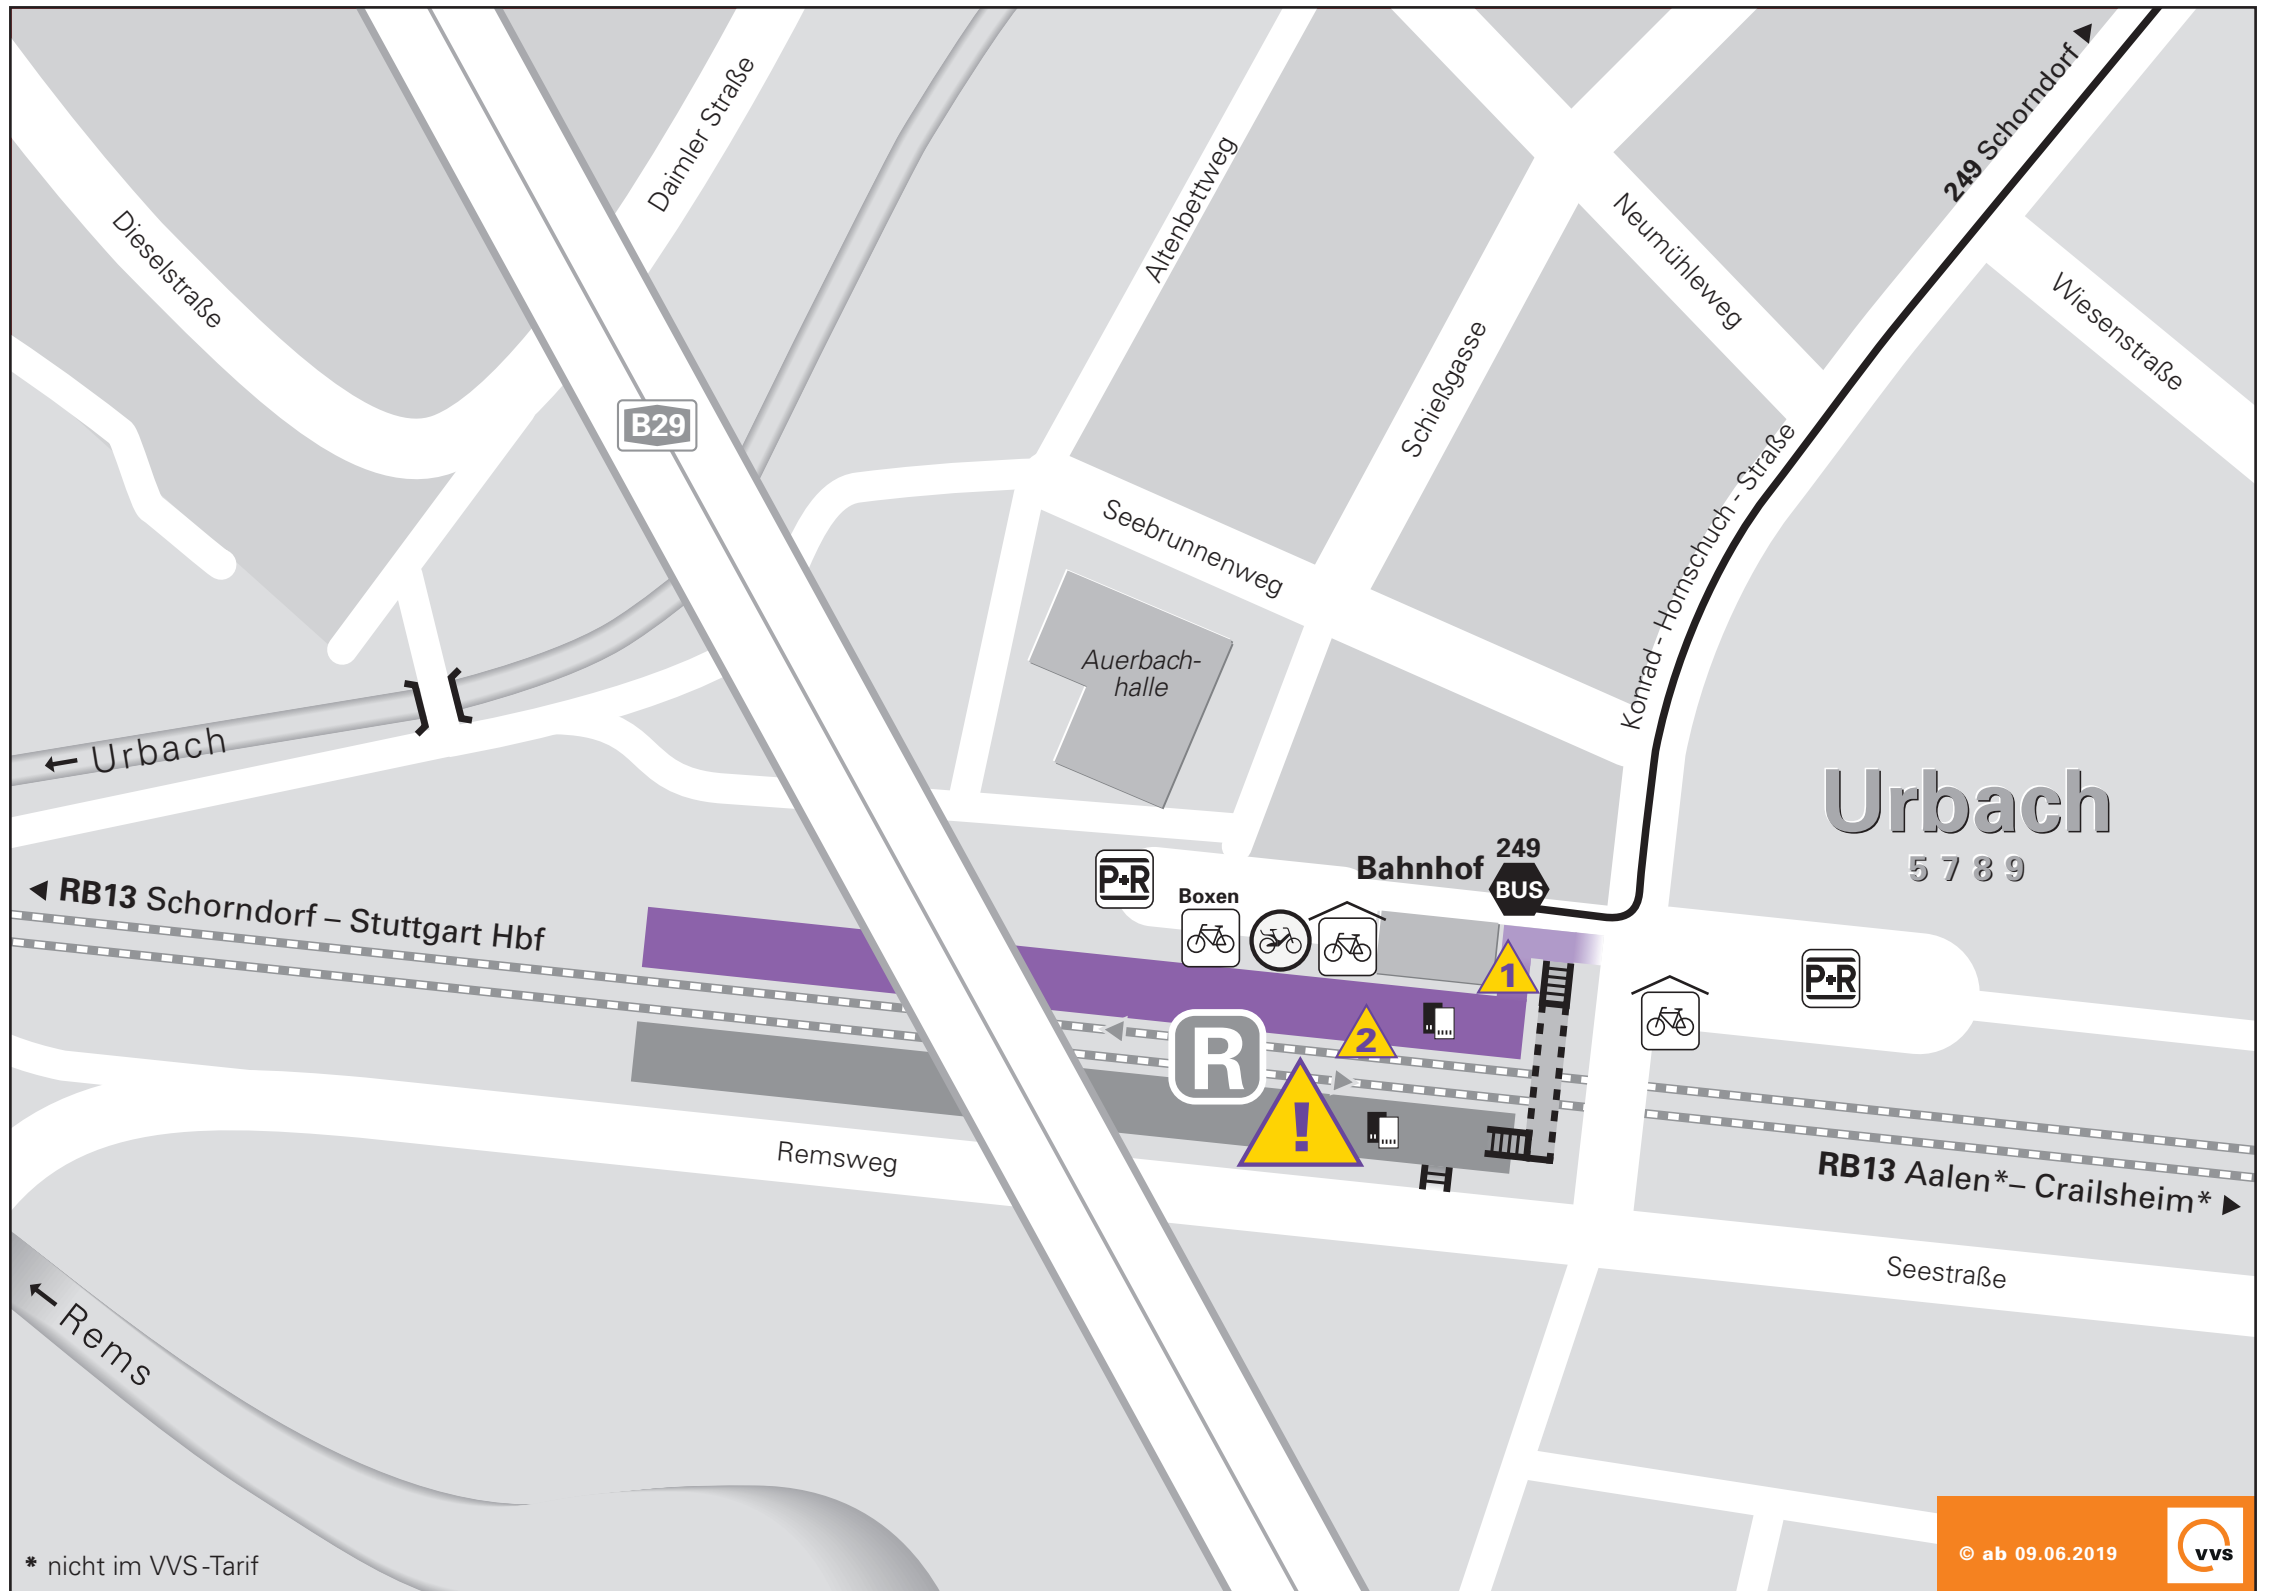 Daimler Straße
Dieselstraße
B29
Altenbettweg
Schießgasse
Neumühleweg
249 Schorndorf
Wiesenstraße
Seebrunnenweg
Konrad - Hornschuch - Straße
Auerbach-
halle
← Urbach
Urbach
5 7 8 9
RB13 Schorndorf – Stuttgart Hbf
P+R
Boxen
Bahnhof
249
BUS
1
2
P+R
R
!
Remsweg
RB13 Aalen*– Crailsheim*
Seestraße
← Rems
* nicht im VVS-Tarif
© ab 09.06.2019
vvs